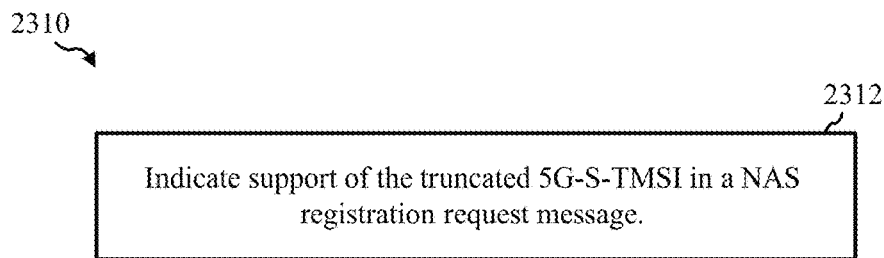 2310
2312
Indicate support of the truncated 5G-S-TMSI in a NAS
registration request message.